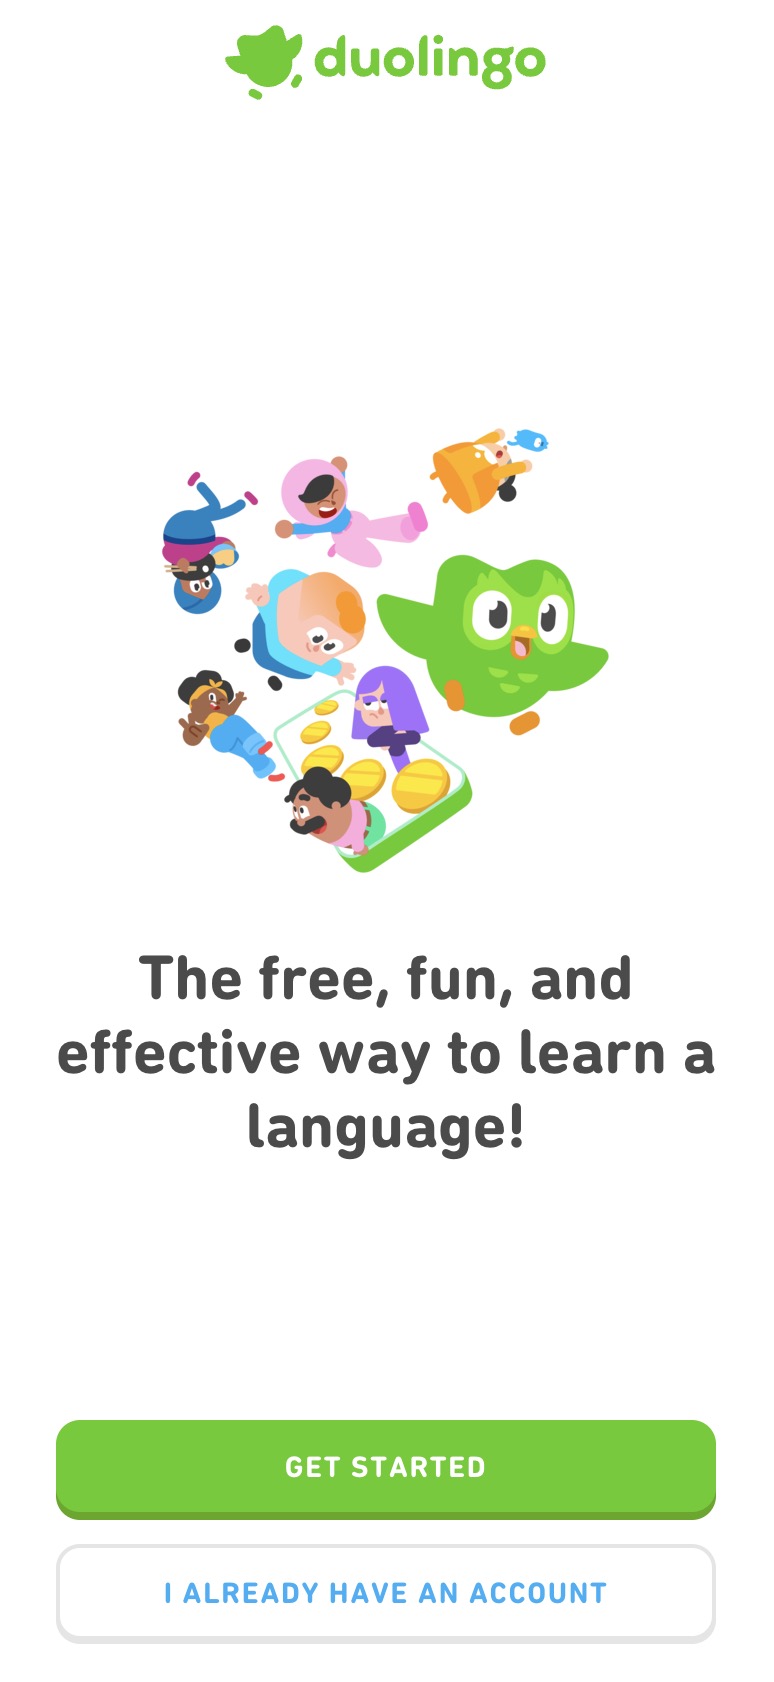 duolingo
The free, fun, and
effective way to learn a
language!
GET STARTED
I ALREADY HAVE AN ACCOUNT